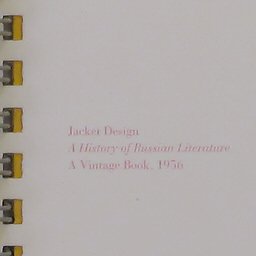 Jacket Design
A History of Russian Literature
A Vintage Book, 1956